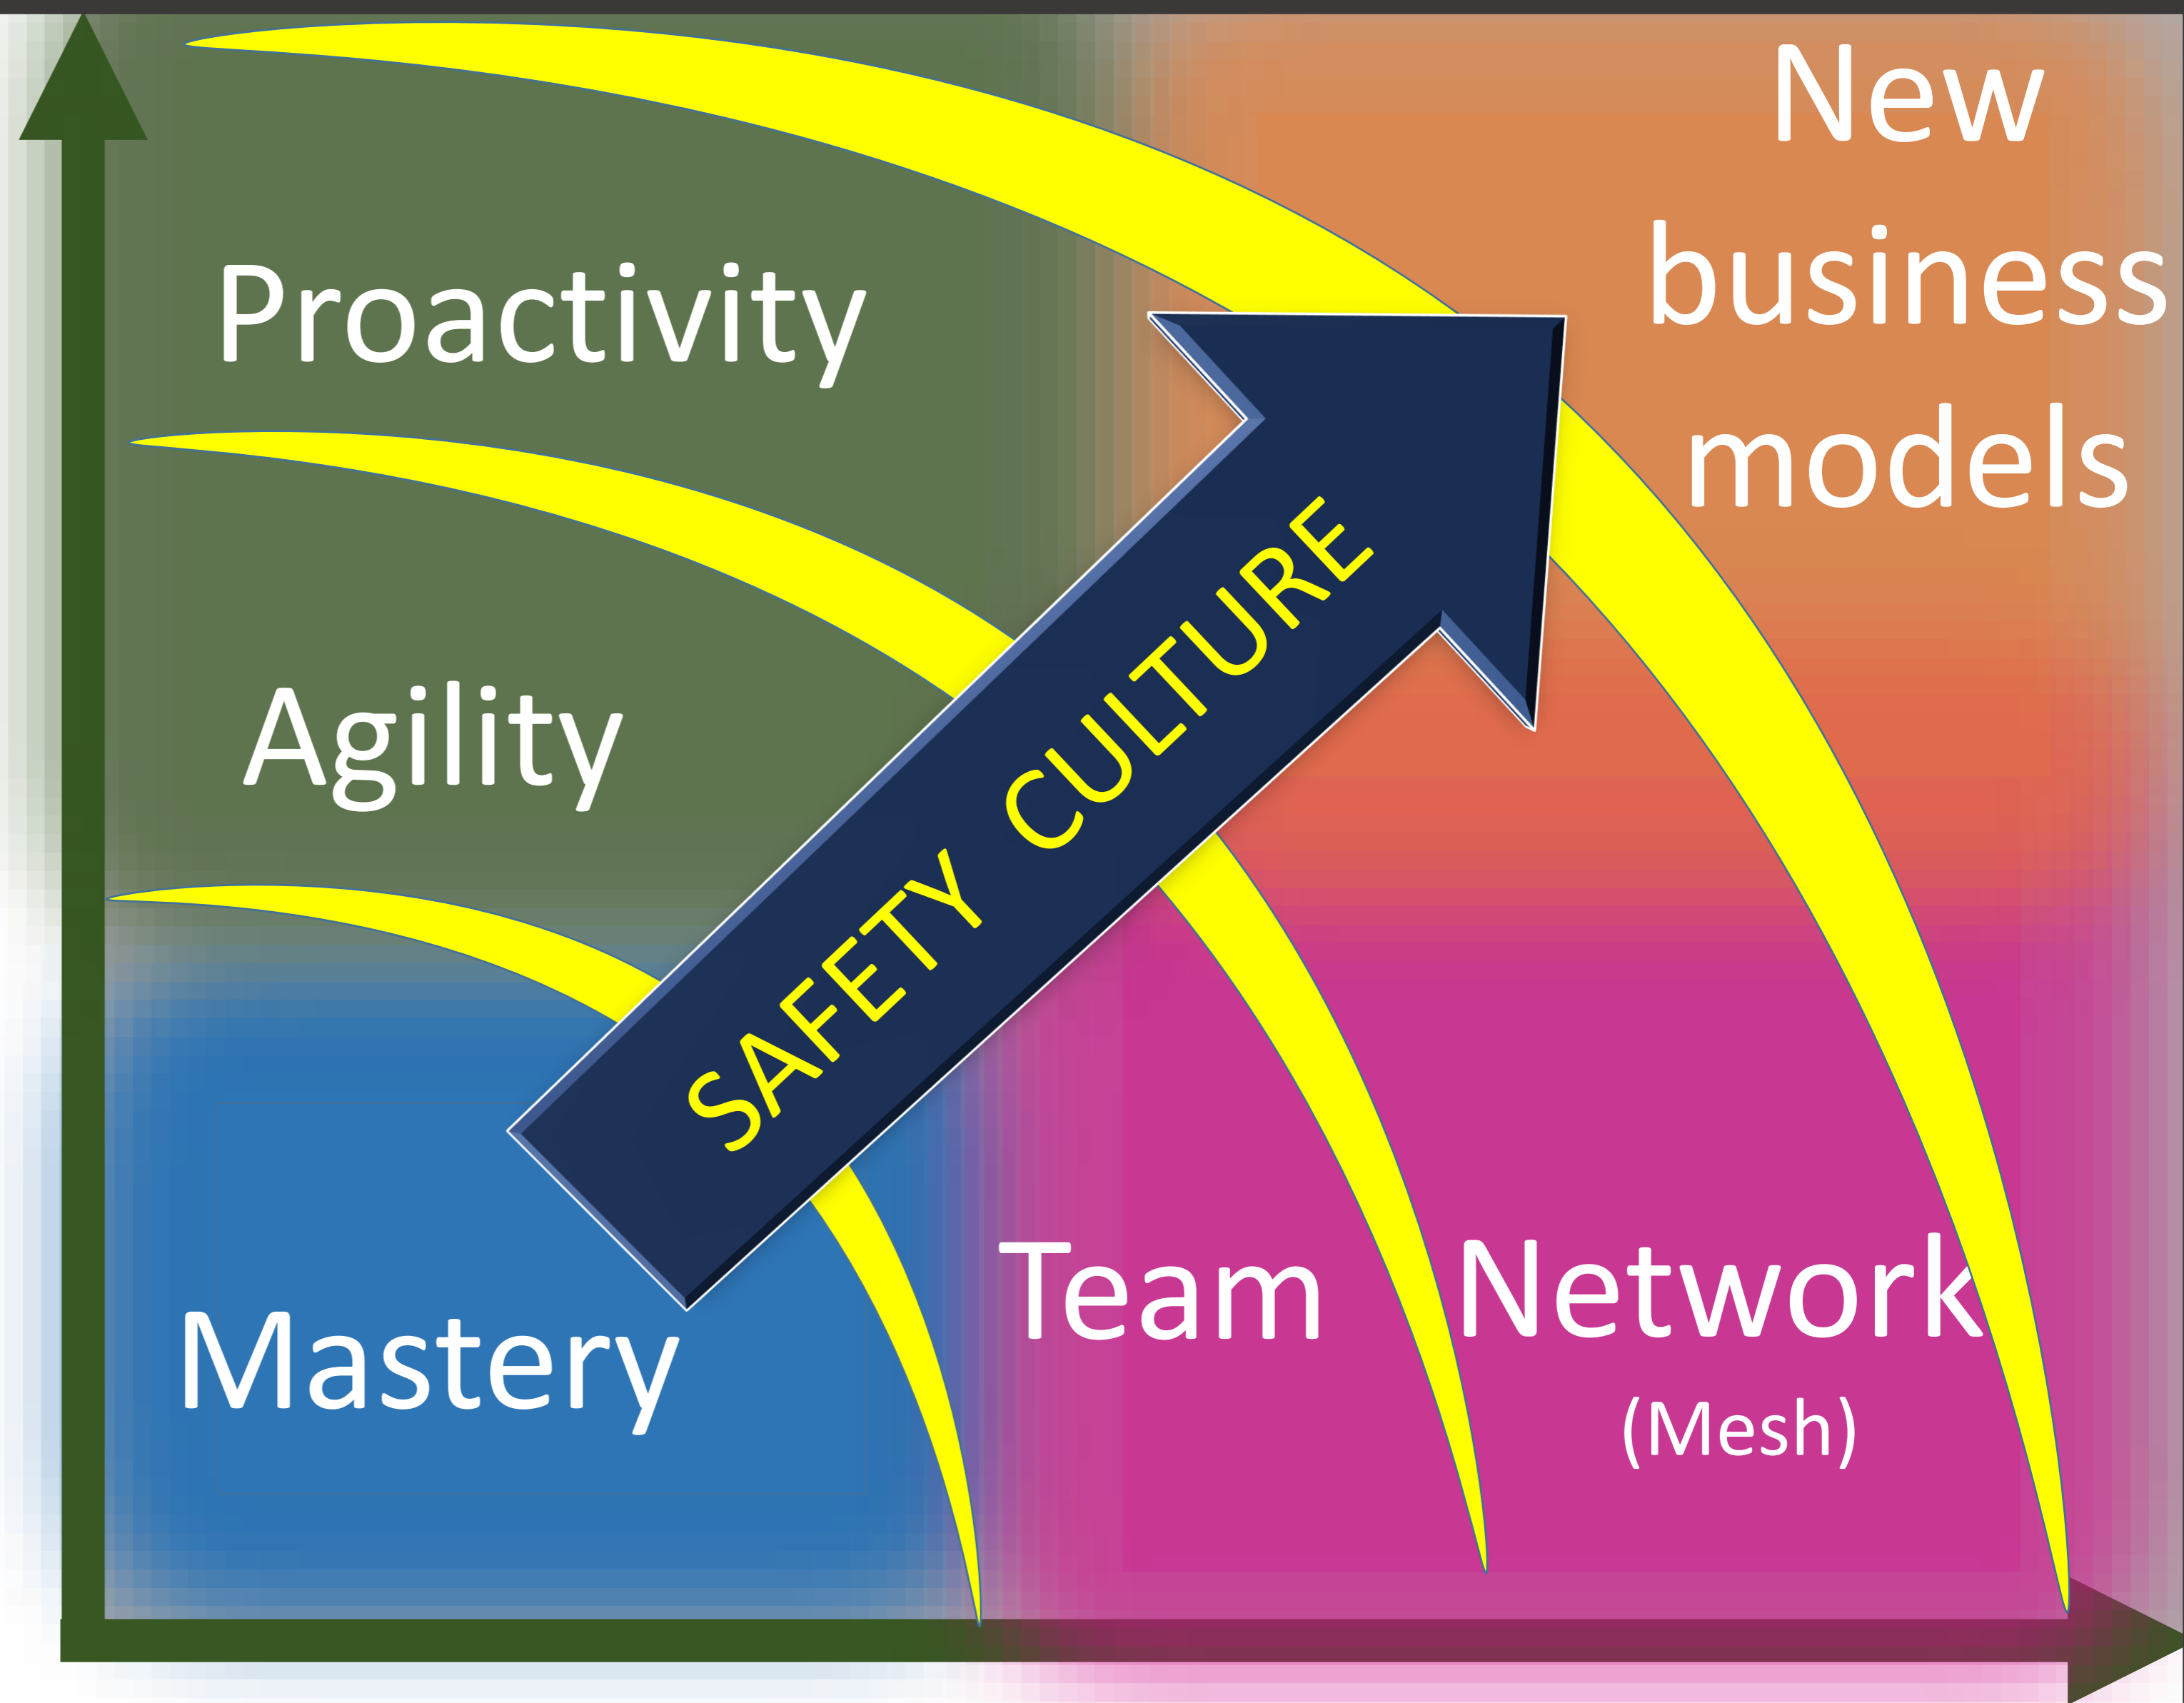 New
business
models
Proactivity
Agility
SAFETY CULTURE
Mastery
Team
Network
(Mesh)